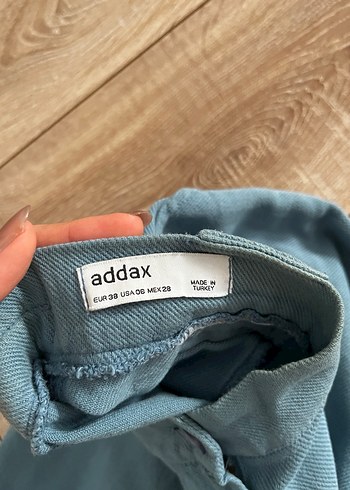 addax
EUR 38 USA 06 MEX 28
MADE IN
TURKEY